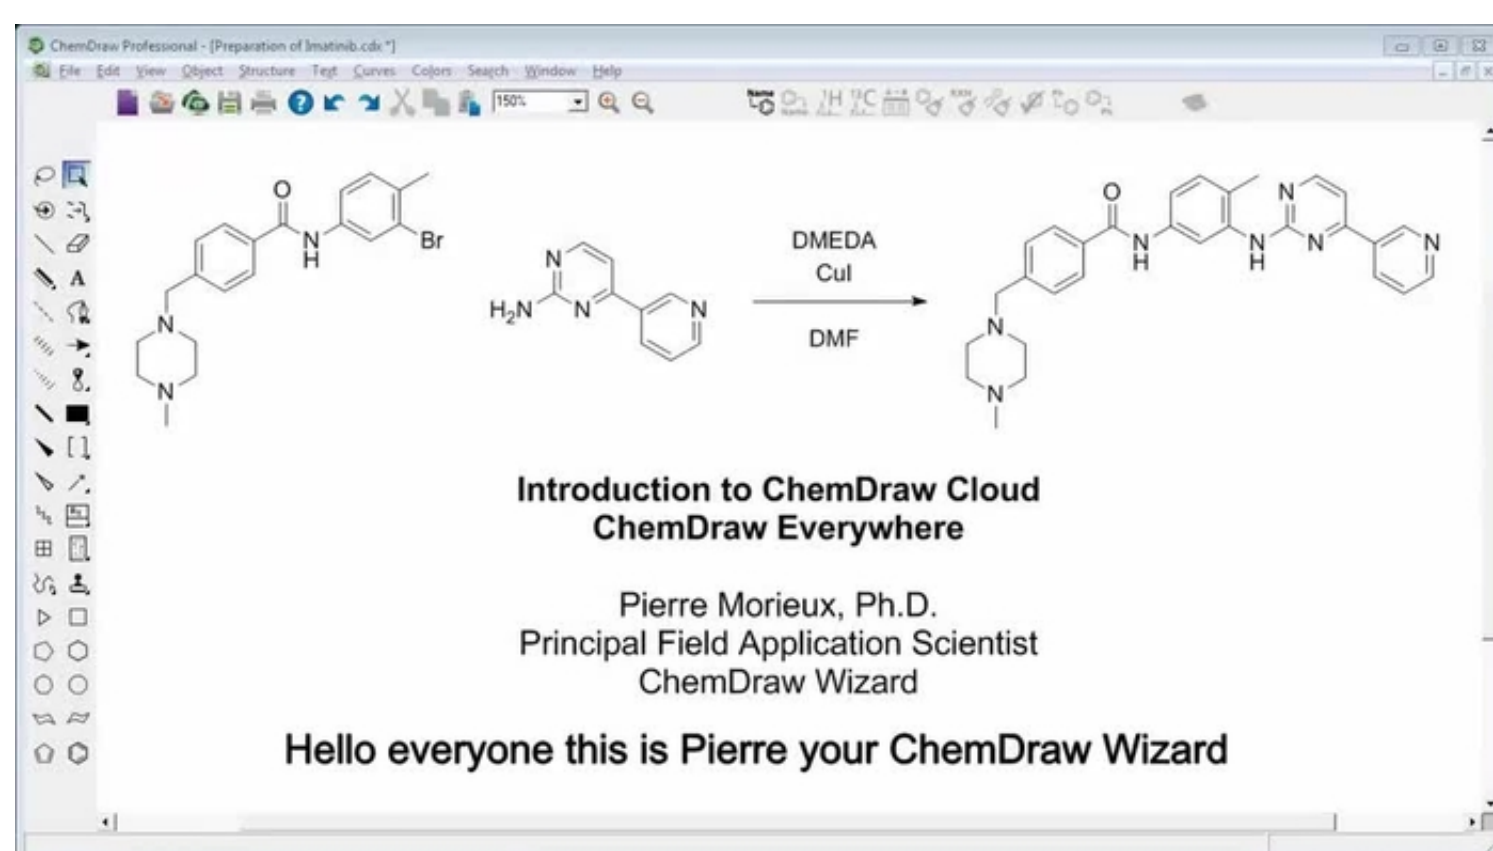 ChemDraw Professional - [Preparation of Imatinib.cdx *]
File Edit View Object Structure Text Curves Colors Search Window Help
150%
O
N
H
Br
N
N
N
H₂N
N
N
DMEDA
CuI
DMF
O
N
H
N
H
N
N
N
N
N
Introduction to ChemDraw Cloud
ChemDraw Everywhere
Pierre Morieux, Ph.D.
Principal Field Application Scientist
ChemDraw Wizard
Hello everyone this is Pierre your ChemDraw Wizard